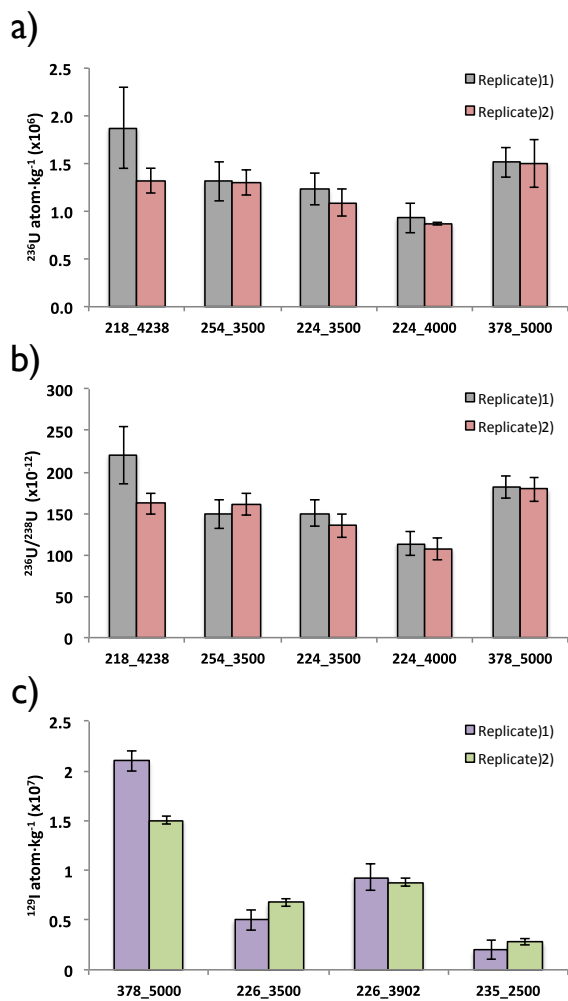 a)
2.5
2.0
1.5
1.0
0.5
0.0
²³⁶U atom·kg⁻¹ (x10⁶)
Replicate)1)
Replicate)2)
218_4238 254_3500 224_3500 224_4000 378_5000
b)
300
250
200
150
100
50
0
²³⁶U/²³⁸U (x10⁻¹²)
Replicate)1)
Replicate)2)
218_4238 254_3500 224_3500 224_4000 378_5000
c)
2.5
2
1.5
1
0.5
0
¹²⁹I atom·kg⁻¹ (x10⁷)
Replicate)1)
Replicate)2)
378_5000 226_3500 226_3902 235_2500